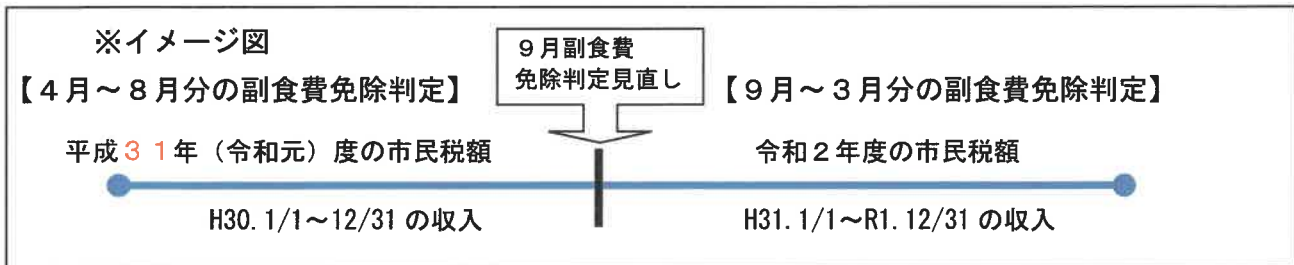 ※イメージ図
９月副食費
免除判定見直し
【４月～８月分の副食費免除判定】
【９月～３月分の副食費免除判定】
平成３１年（令和元）度の市民税額
令和２年度の市民税額
H30.1/1～12/31の収入
H31.1/1～R1.12/31の収入